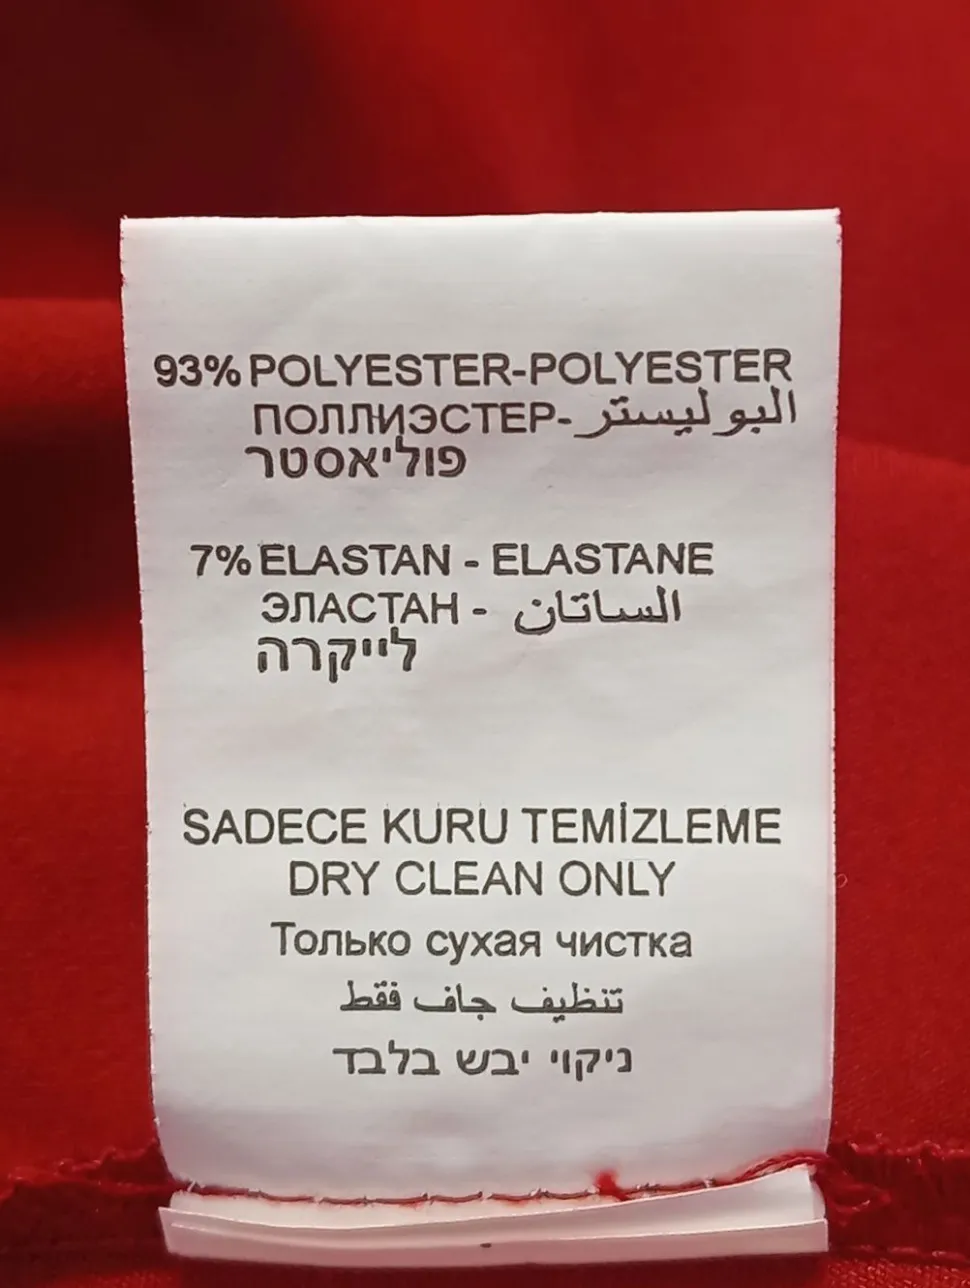 93% POLYESTER-POLYESTER
ПОЛЛИЭСТЕР- البوليستر
פוליאסטר
7% ELASTAN - ELASTANE
ЭЛАСТАН - الساتان
לייקרה
SADECE KURU TEMİZLEME
DRY CLEAN ONLY
Только сухая чистка
تنظيف جاف فقط
ניקוי יבש בלבד